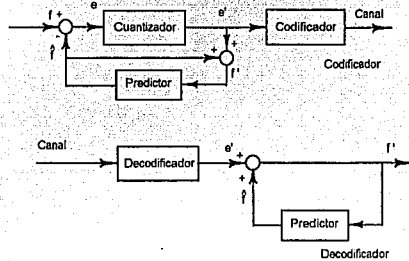 f + e Cuantizador e' Codificador Canal
-
f̂ + + +
f'
Predictor
Codificador
Canal Decodificador e' + f'
+
f̂
Predictor
Decodificador